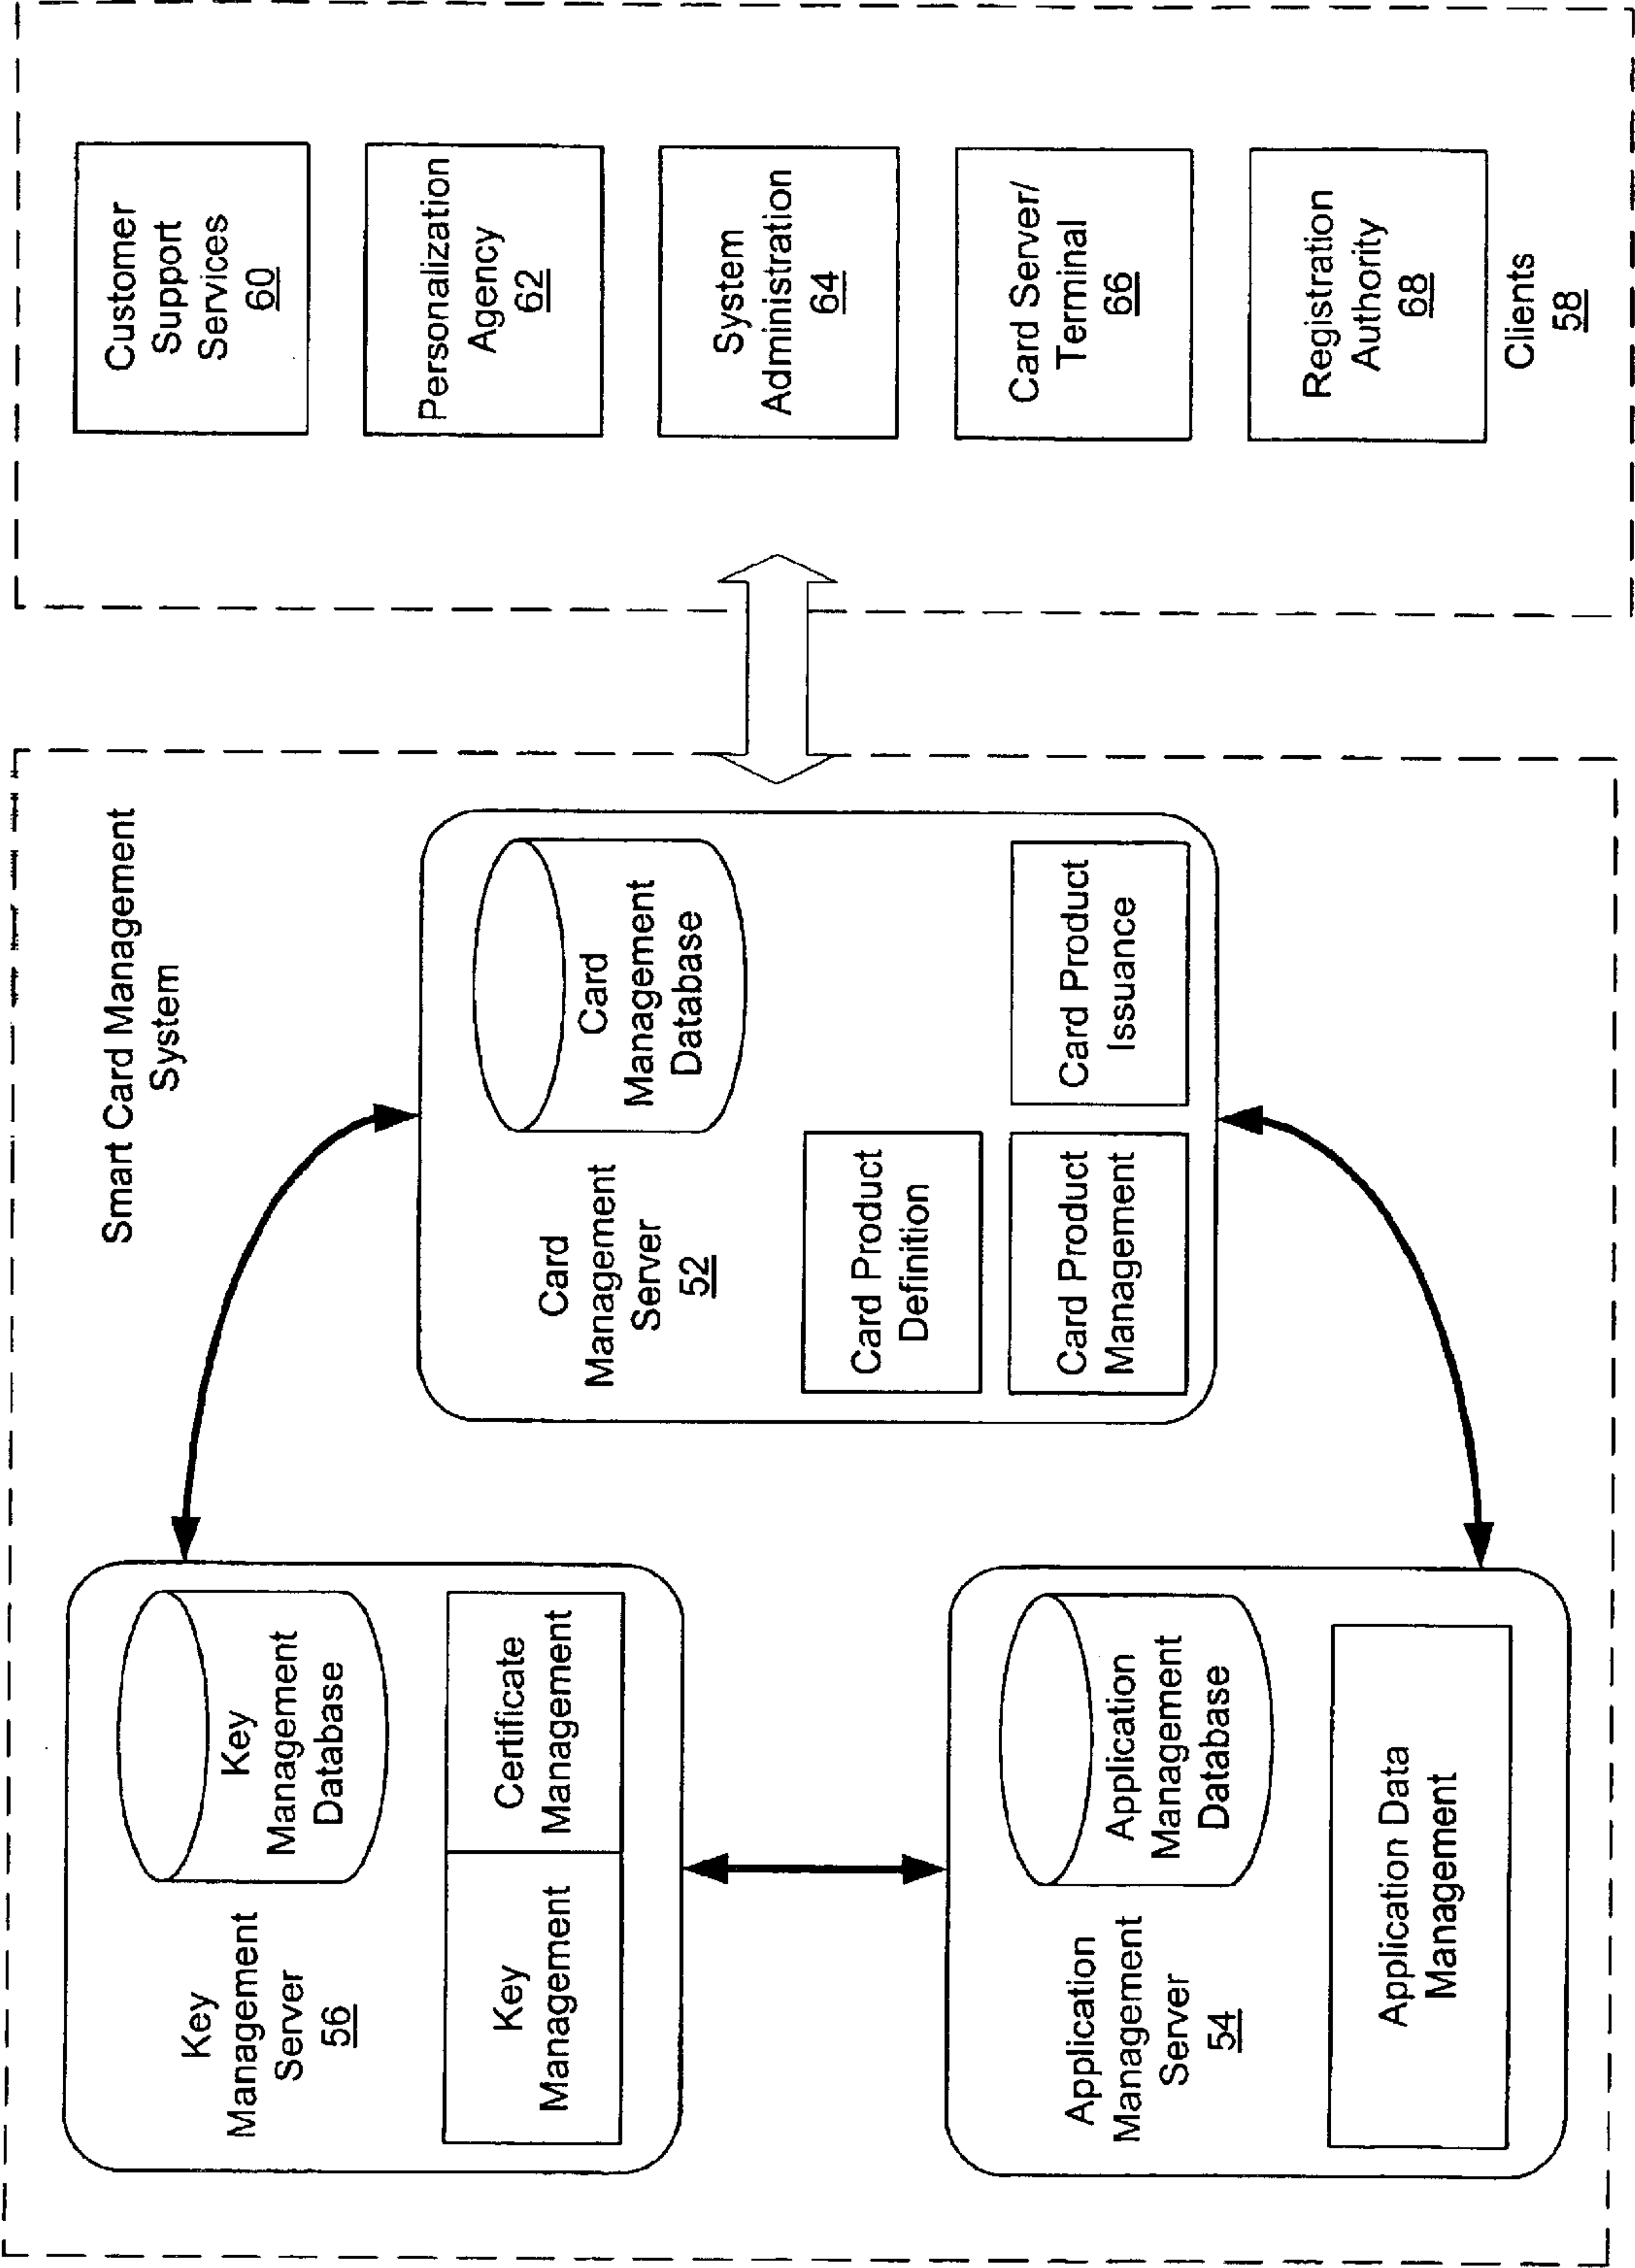 Smart Card Management
System
Key
Management
Server
56
Key
Management
Database
Key
Management
Certificate
Management
Application
Management
Server
54
Application
Management
Database
Application Data
Management
Card
Management
Server
52
Card
Management
Database
Card Product
Definition
Card Product
Management
Card Product
Issuance
Customer
Support
Services
60
Personalization
Agency
62
System
Administration
64
Card Server/
Terminal
66
Registration
Authority
68
Clients
58